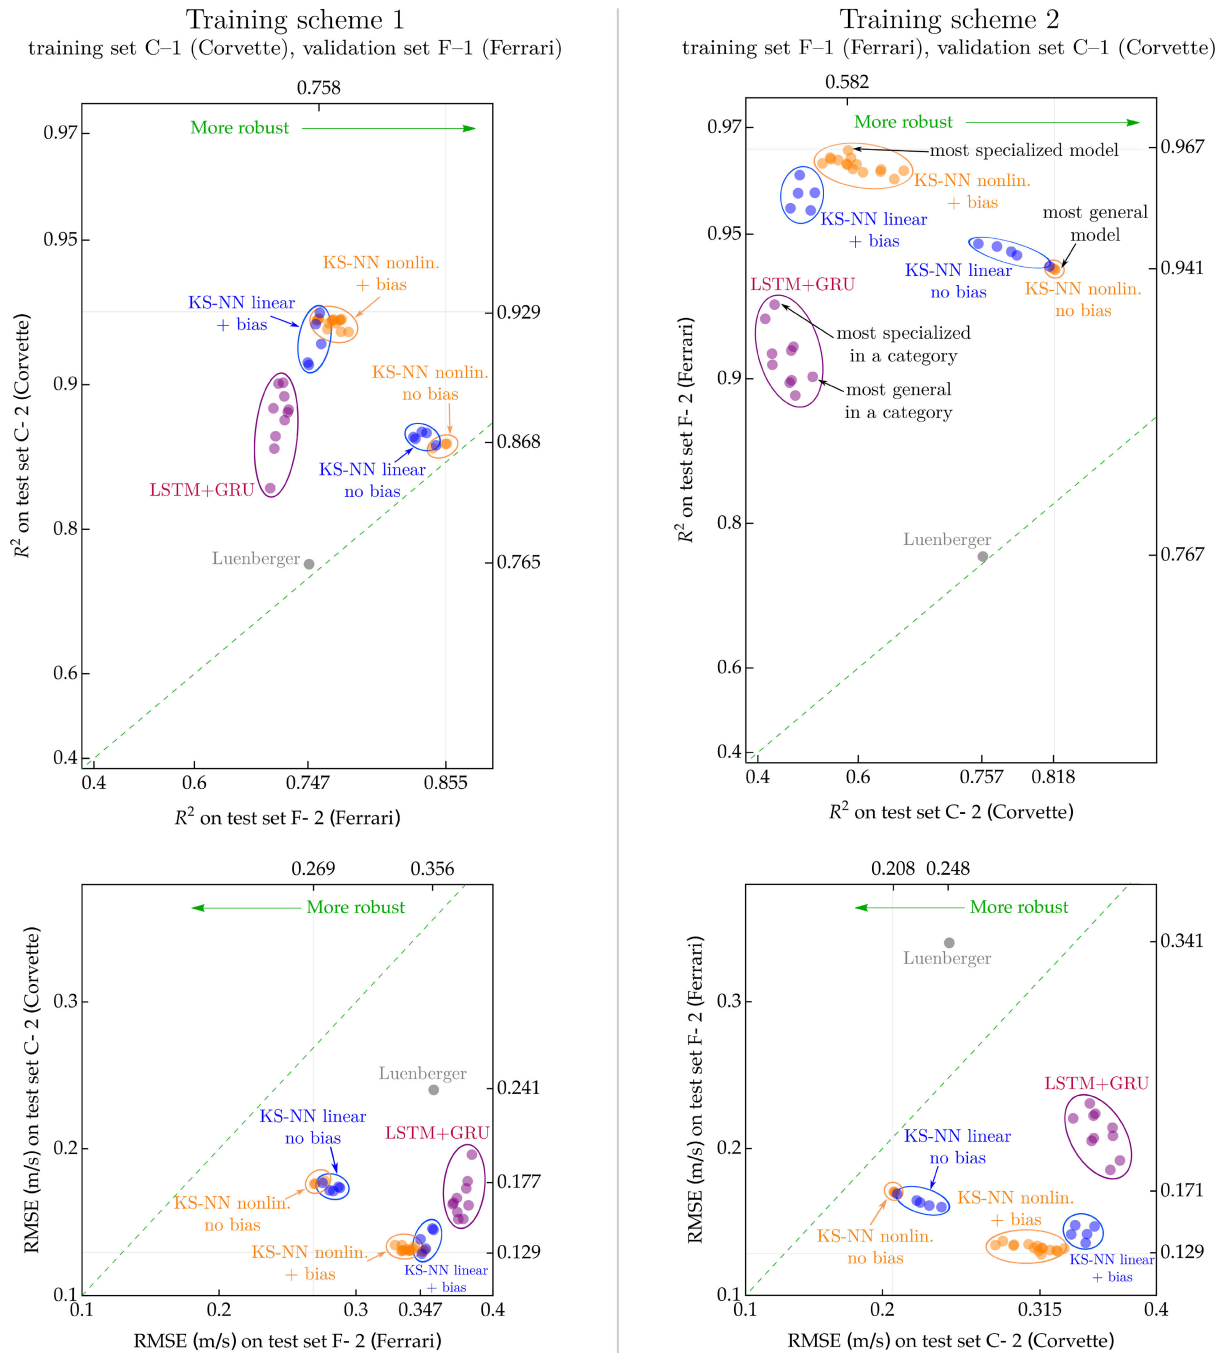 Training scheme 1
training set C–1 (Corvette), validation set F–1 (Ferrari)
0.758
More robust
0.97
0.95
0.9
0.8
0.6
0.4
R² on test set C- 2 (Corvette)
KS-NN nonlin.
+ bias
KS-NN linear
+ bias
0.929
KS-NN nonlin.
no bias
0.868
KS-NN linear
no bias
LSTM+GRU
Luenberger
0.765
0.4
0.6
0.747
0.855
R² on test set F- 2 (Ferrari)
0.269
0.356
More robust
RMSE (m/s) on test set C- 2 (Corvette)
0.3
0.2
0.1
Luenberger
0.241
KS-NN linear
no bias
LSTM+GRU
0.177
KS-NN nonlin.
no bias
KS-NN nonlin.
+ bias
0.129
KS-NN linear
+ bias
0.1
0.2
0.3
0.347
0.4
RMSE (m/s) on test set F- 2 (Ferrari)
Training scheme 2
training set F–1 (Ferrari), validation set C–1 (Corvette)
0.582
More robust
0.97
0.95
0.9
0.8
0.6
0.4
R² on test set F- 2 (Ferrari)
most specialized model
0.967
KS-NN nonlin.
+ bias
KS-NN linear
+ bias
most general
model
KS-NN linear
no bias
0.941
KS-NN nonlin.
no bias
LSTM+GRU
most specialized
in a category
most general
in a category
Luenberger
0.767
0.4
0.6
0.757
0.818
R² on test set C- 2 (Corvette)
0.208
0.248
More robust
RMSE (m/s) on test set F- 2 (Ferrari)
0.3
0.2
0.1
Luenberger
0.341
LSTM+GRU
KS-NN linear
no bias
0.171
KS-NN nonlin.
+ bias
KS-NN nonlin.
no bias
0.129
KS-NN linear
+ bias
0.1
0.2
0.315
0.4
RMSE (m/s) on test set C- 2 (Corvette)